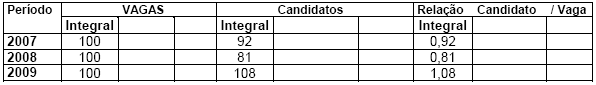 Período VAGAS Candidatos Relação Candidato / Vaga
Integral Integral Integral
2007 100 92 0,92
2008 100 81 0,81
2009 100 108 1,08